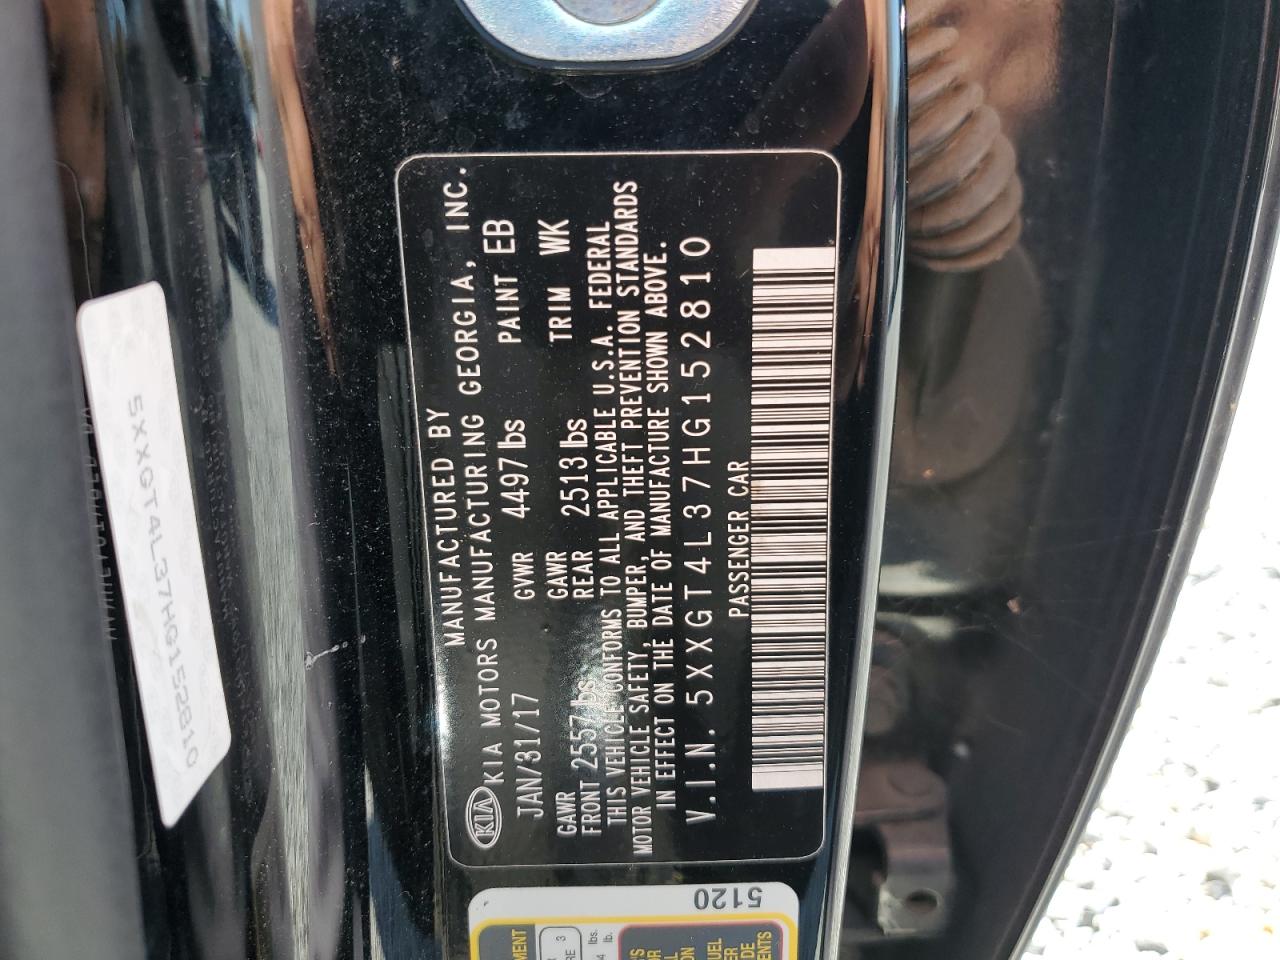 MANUFACTURED BY
KIA KIA MOTORS MANUFACTURING GEORGIA, INC.
JAN/31/17 GVWR 4497 lbs PAINT EB
GAWR FRONT 2557 lbs GAWR REAR 2513 lbs TRIM WK
THIS VEHICLE CONFORMS TO ALL APPLICABLE U.S.A. FEDERAL
MOTOR VEHICLE SAFETY, BUMPER, AND THEFT PREVENTION STANDARDS
IN EFFECT ON THE DATE OF MANUFACTURE SHOWN ABOVE.
V.I.N. 5XXGT4L37HG152810
PASSENGER CAR
5XXGT4L37HG152810
5120